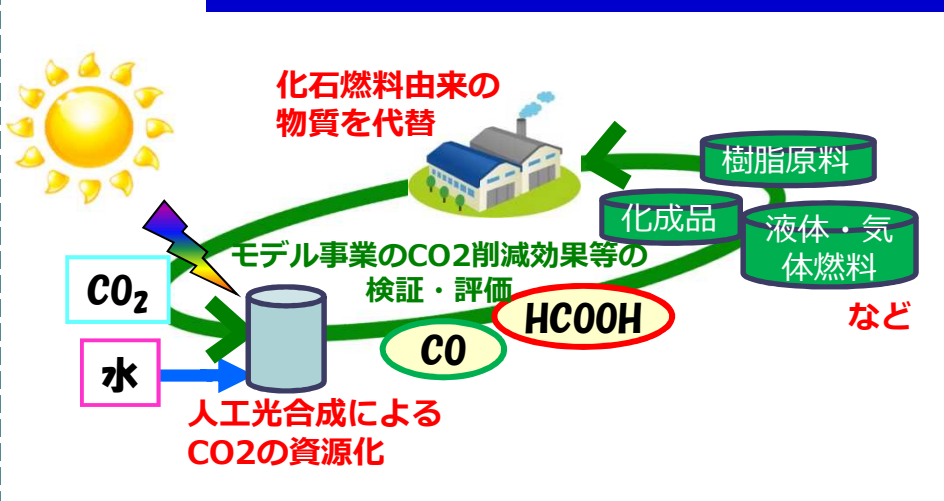 化石燃料由来の
物質を代替
樹脂原料
化成品
液体・気
体燃料
など
モデル事業のCO2削減効果等の
検証・評価
CO₂
HCOOH
CO
水
人工光合成による
CO2の資源化